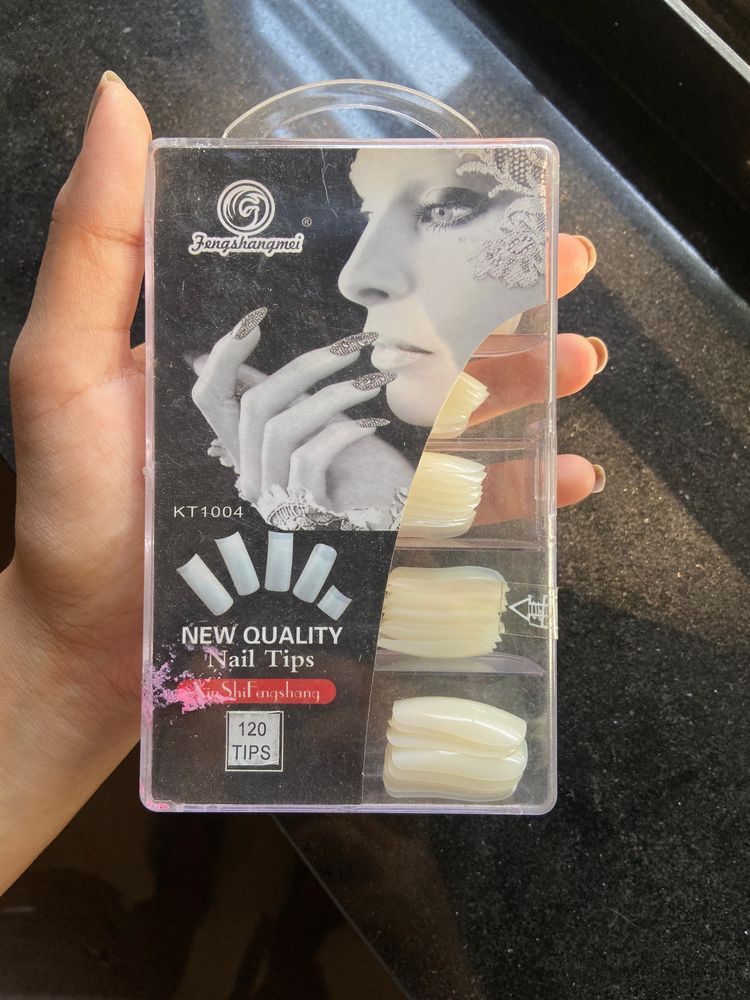 Fengshangmei ®
KT1004
NEW QUALITY
Nail Tips
XiuShiFengshang
120
TIPS